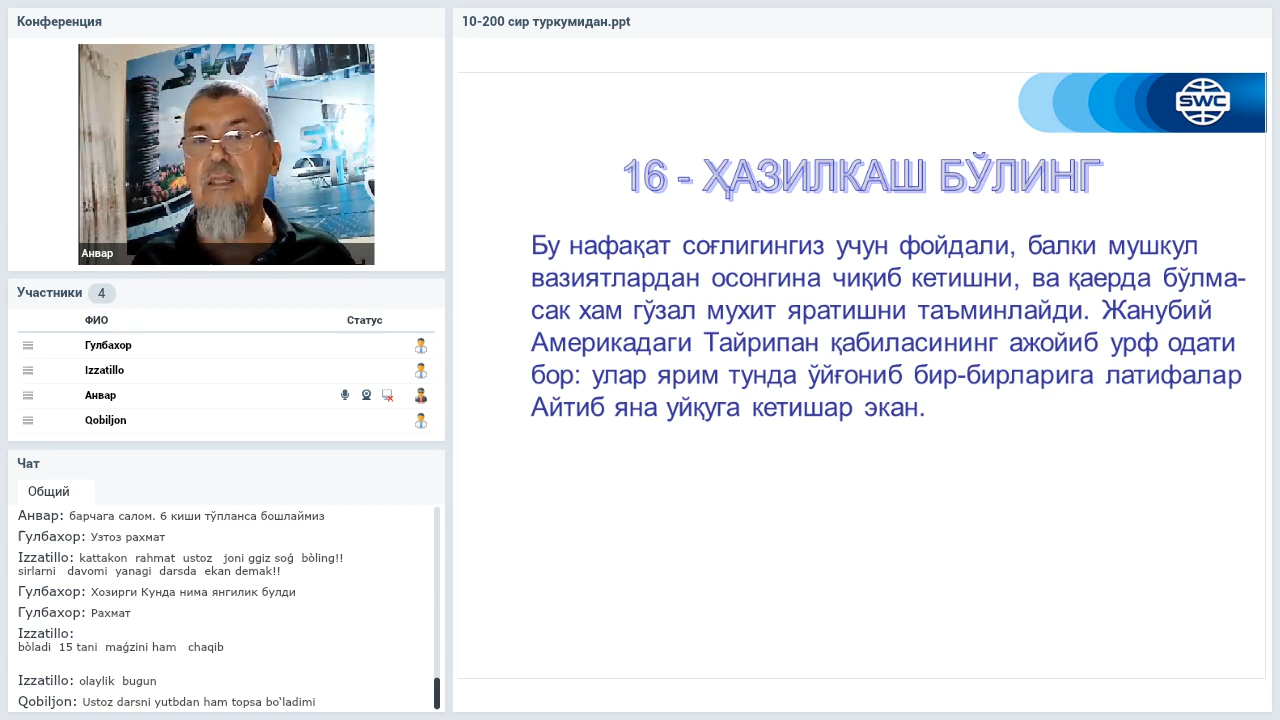 Конференция
SW
SWC
Анвар
Участники 4
ФИО Статус
Гулбахор
Izzatillo
Анвар
Qobiljon
Чат
Общий
Анвар: барчага салом. 6 киши тўпланса бошлаймиз
Гулбахор: Узтоз рахмат
Izzatillo: kattakon rahmat ustoz joni ggiz soǵ bòling!!
sirlarni davomi yanagi darsda ekan demak!!
Гулбахор: Хозирги Кунда нима янгилик булди
Гулбахор: Рахмат
Izzatillo:
bòladi 15 tani maǵzini ham chaqib
Izzatillo: olaylik bugun
Qobiljon: Ustoz darsni yutbdan ham topsa bo‘ladimi
10-200 сир туркумидан.ppt
SWC
16 - ҲАЗИЛКАШ БЎЛИНГ
Бу нафақат соғлигингиз учун фойдали, балки мушкул
вазиятлардан осонгина чиқиб кетишни, ва қаерда бўлма-
сак хам гўзал мухит яратишни таъминлайди. Жанубий
Америкадаги Тайрипан қабиласининг ажойиб урф одати
бор: улар ярим тунда ўйғониб бир-бирларига латифалар
Айтиб яна уйқуга кетишар экан.